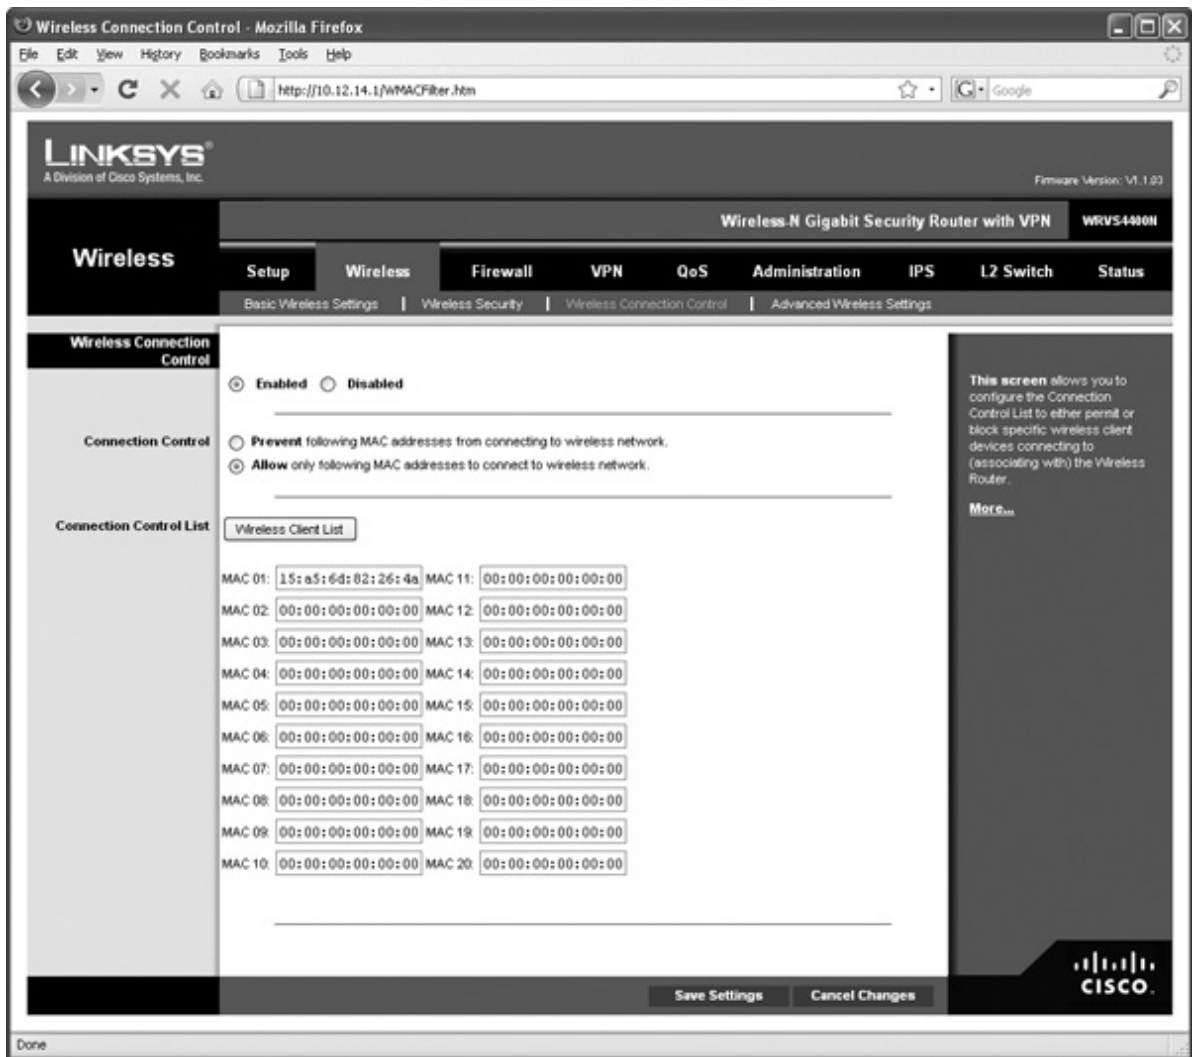 Wireless Connection Control - Mozilla Firefox
File Edit View History Bookmarks Tools Help
http://10.12.14.1/WMACFilter.htm
G Google
LINKSYS®
A Division of Cisco Systems, Inc.
Firmware Version: V1.1.03
Wireless-N Gigabit Security Router with VPN WRVS4400N
Wireless
Setup Wireless Firewall VPN QoS Administration IPS L2 Switch Status
Basic Wireless Settings | Wireless Security | Wireless Connection Control | Advanced Wireless Settings
Wireless Connection
Control
Enabled Disabled
Connection Control
Prevent following MAC addresses from connecting to wireless network.
Allow only following MAC addresses to connect to wireless network.
Connection Control List
Wireless Client List
MAC 01: 15:a5:6d:82:26:4a MAC 11: 00:00:00:00:00:00
MAC 02: 00:00:00:00:00:00 MAC 12: 00:00:00:00:00:00
MAC 03: 00:00:00:00:00:00 MAC 13: 00:00:00:00:00:00
MAC 04: 00:00:00:00:00:00 MAC 14: 00:00:00:00:00:00
MAC 05: 00:00:00:00:00:00 MAC 15: 00:00:00:00:00:00
MAC 06: 00:00:00:00:00:00 MAC 16: 00:00:00:00:00:00
MAC 07: 00:00:00:00:00:00 MAC 17: 00:00:00:00:00:00
MAC 08: 00:00:00:00:00:00 MAC 18: 00:00:00:00:00:00
MAC 09: 00:00:00:00:00:00 MAC 19: 00:00:00:00:00:00
MAC 10: 00:00:00:00:00:00 MAC 20: 00:00:00:00:00:00
This screen allows you to
configure the Connection
Control List to either permit or
block specific wireless client
devices connecting to
(associating with) the Wireless
Router.
More...
Save Settings Cancel Changes
CISCO.
Done